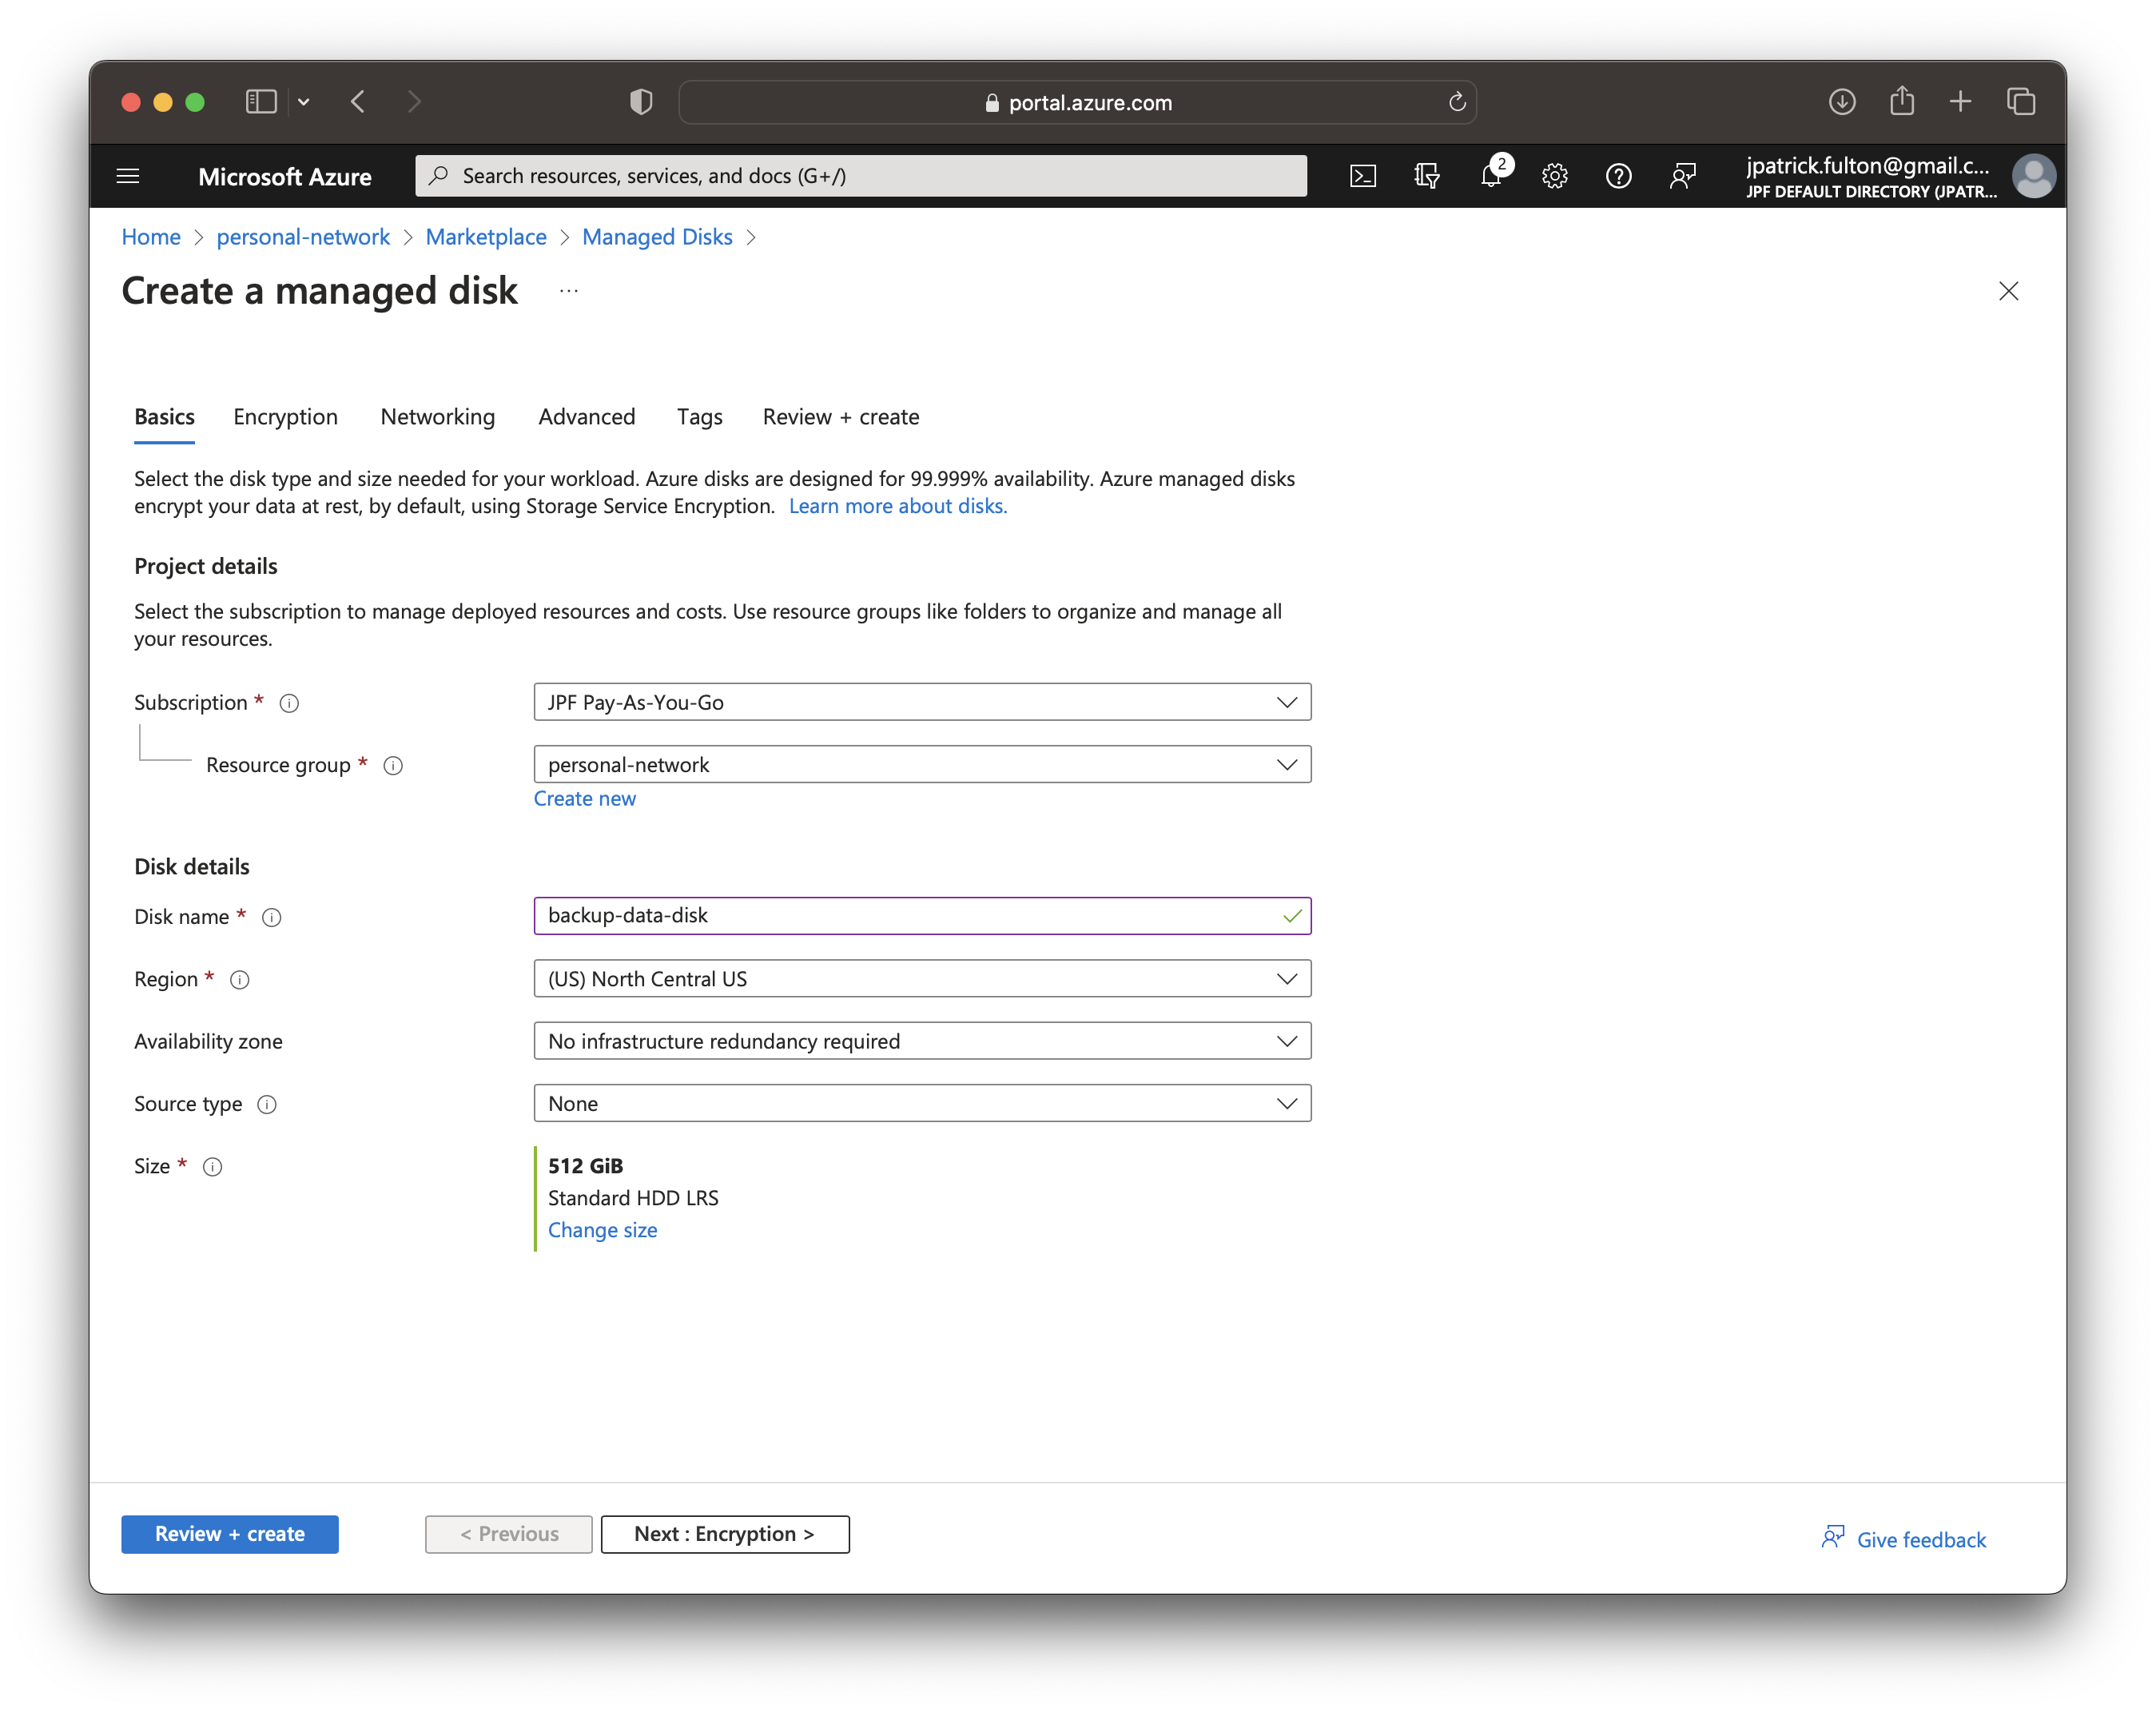 portal.azure.com
Microsoft Azure
Search resources, services, and docs (G+/)
2
jpatrick.fulton@gmail.c...
JPF DEFAULT DIRECTORY (JPATR...
Home > personal-network > Marketplace > Managed Disks >
Create a managed disk ...
Basics Encryption Networking Advanced Tags Review + create
Select the disk type and size needed for your workload. Azure disks are designed for 99.999% availability. Azure managed disks
encrypt your data at rest, by default, using Storage Service Encryption. Learn more about disks.
Project details
Select the subscription to manage deployed resources and costs. Use resource groups like folders to organize and manage all
your resources.
Subscription * JPF Pay-As-You-Go
Resource group * personal-network
Create new
Disk details
Disk name * backup-data-disk
Region * (US) North Central US
Availability zone No infrastructure redundancy required
Source type None
Size * 512 GiB
Standard HDD LRS
Change size
Review + create < Previous Next : Encryption > Give feedback